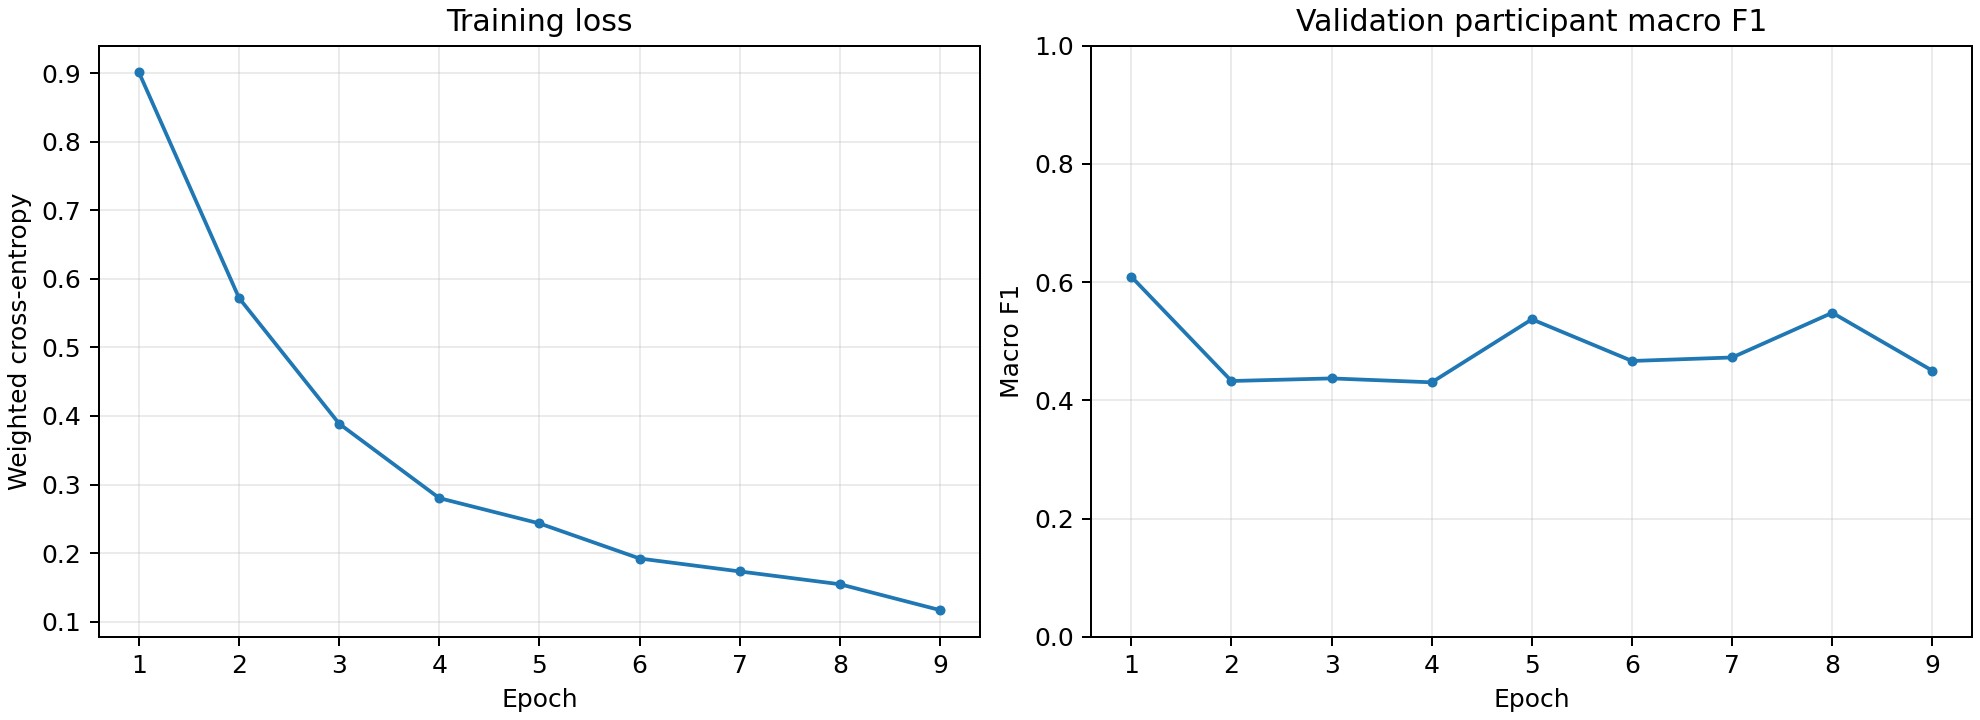 Training loss
Weighted cross-entropy
0.9
0.8
0.7
0.6
0.5
0.4
0.3
0.2
0.1
1 2 3 4 5 6 7 8 9
Epoch
Validation participant macro F1
Macro F1
1.0
0.8
0.6
0.4
0.2
0.0
1 2 3 4 5 6 7 8 9
Epoch